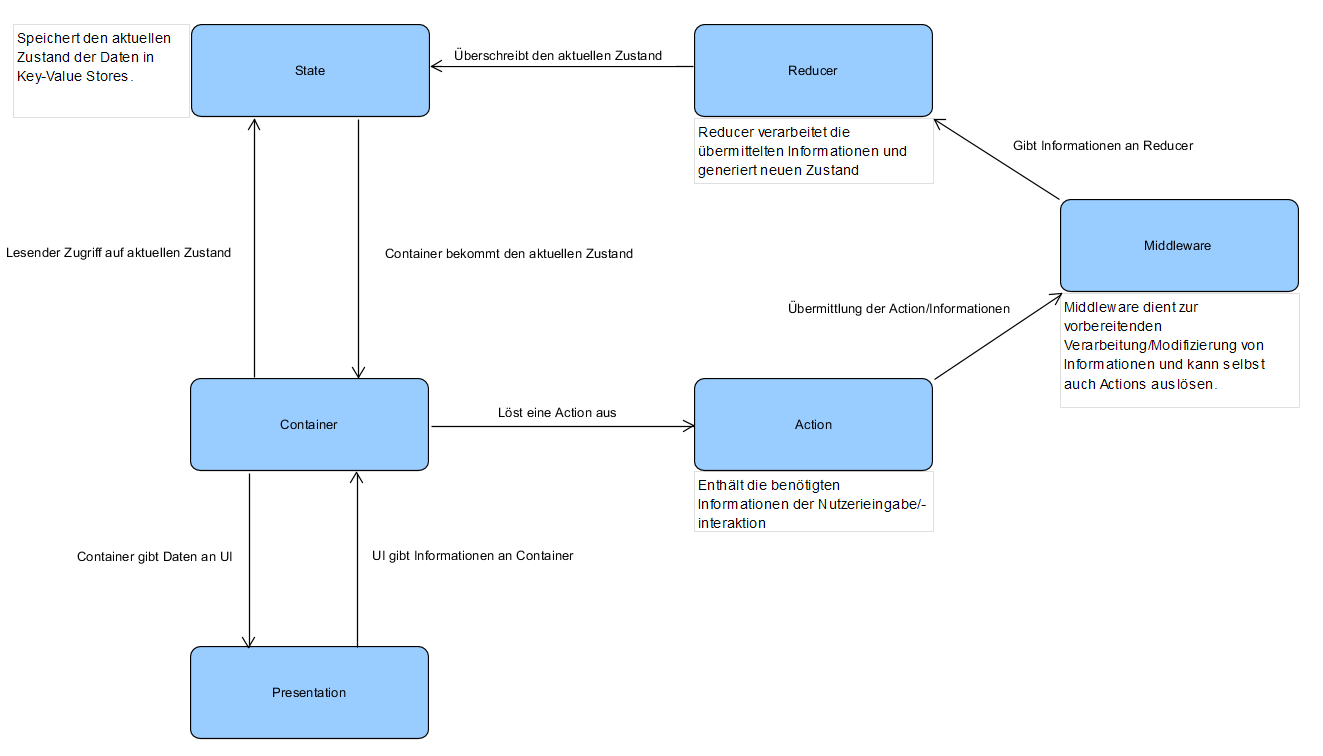 Speichert den aktuellen
Zustand der Daten in
Key-Value Stores.
State
Überschreibt den aktuellen Zustand
Reducer
Reducer verarbeitet die
übermittelten Informationen und
generiert neuen Zustand
Gibt Informationen an Reducer
Middleware
Middleware dient zur
vorbereitenden
Verarbeitung/Modifizierung von
Informationen und kann selbst
auch Actions auslösen.
Lesender Zugriff auf aktuellen Zustand
Container bekommt den aktuellen Zustand
Übermittlung der Action/Informationen
Container
Löst eine Action aus
Action
Enthält die benötigten
Informationen der Nutzerieingabe/-
interaktion
Container gibt Daten an UI
UI gibt Informationen an Container
Presentation